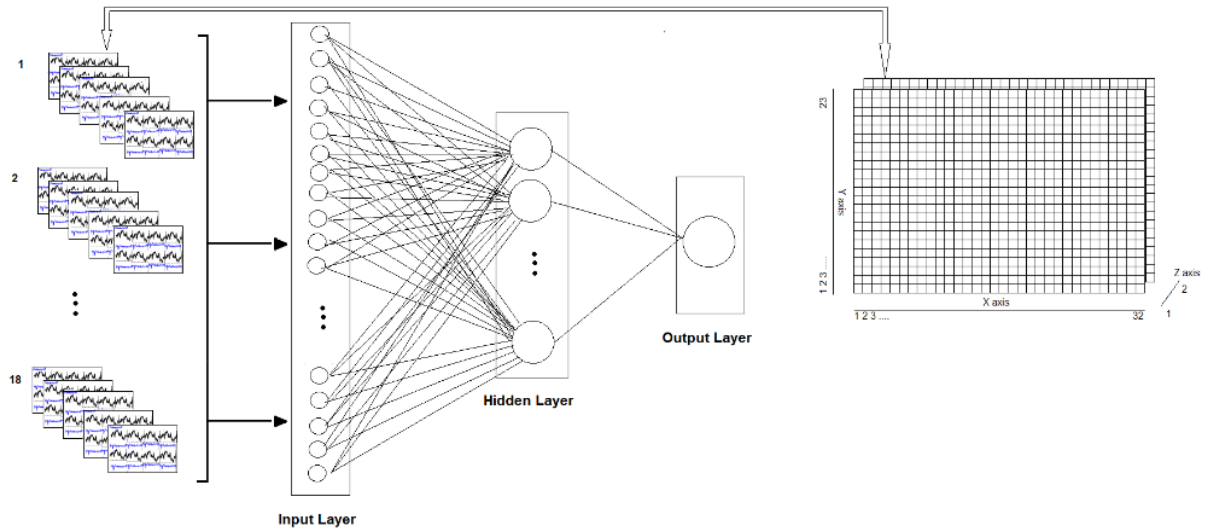 1
2
18
Input Layer
Hidden Layer
Output Layer
23
Y axis
1 2 3 ....
X axis
1 2 3 ....
32
Z axis
2
1